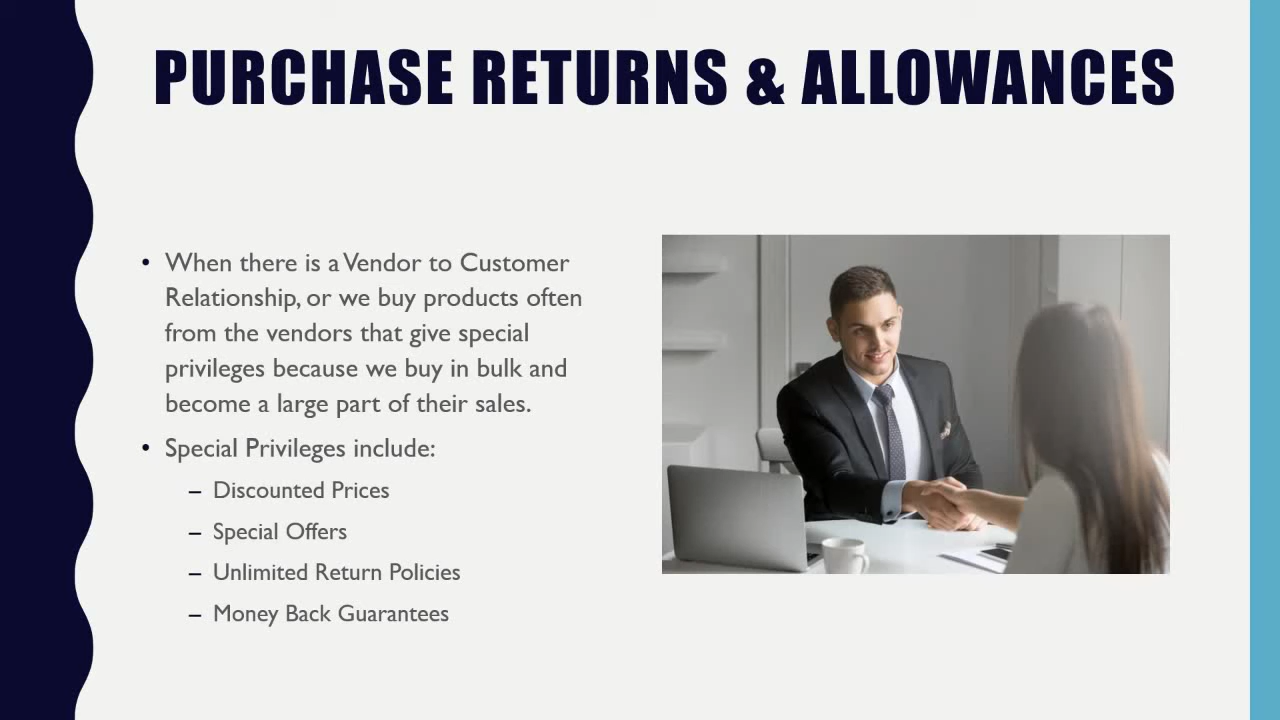 PURCHASE RETURNS & ALLOWANCES
• When there is a Vendor to Customer
Relationship, or we buy products often
from the vendors that give special
privileges because we buy in bulk and
become a large part of their sales.
• Special Privileges include:
– Discounted Prices
– Special Offers
– Unlimited Return Policies
– Money Back Guarantees